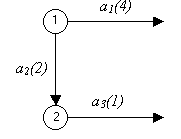 a₁(4)
1
a₂(2)
a₃(1)
2